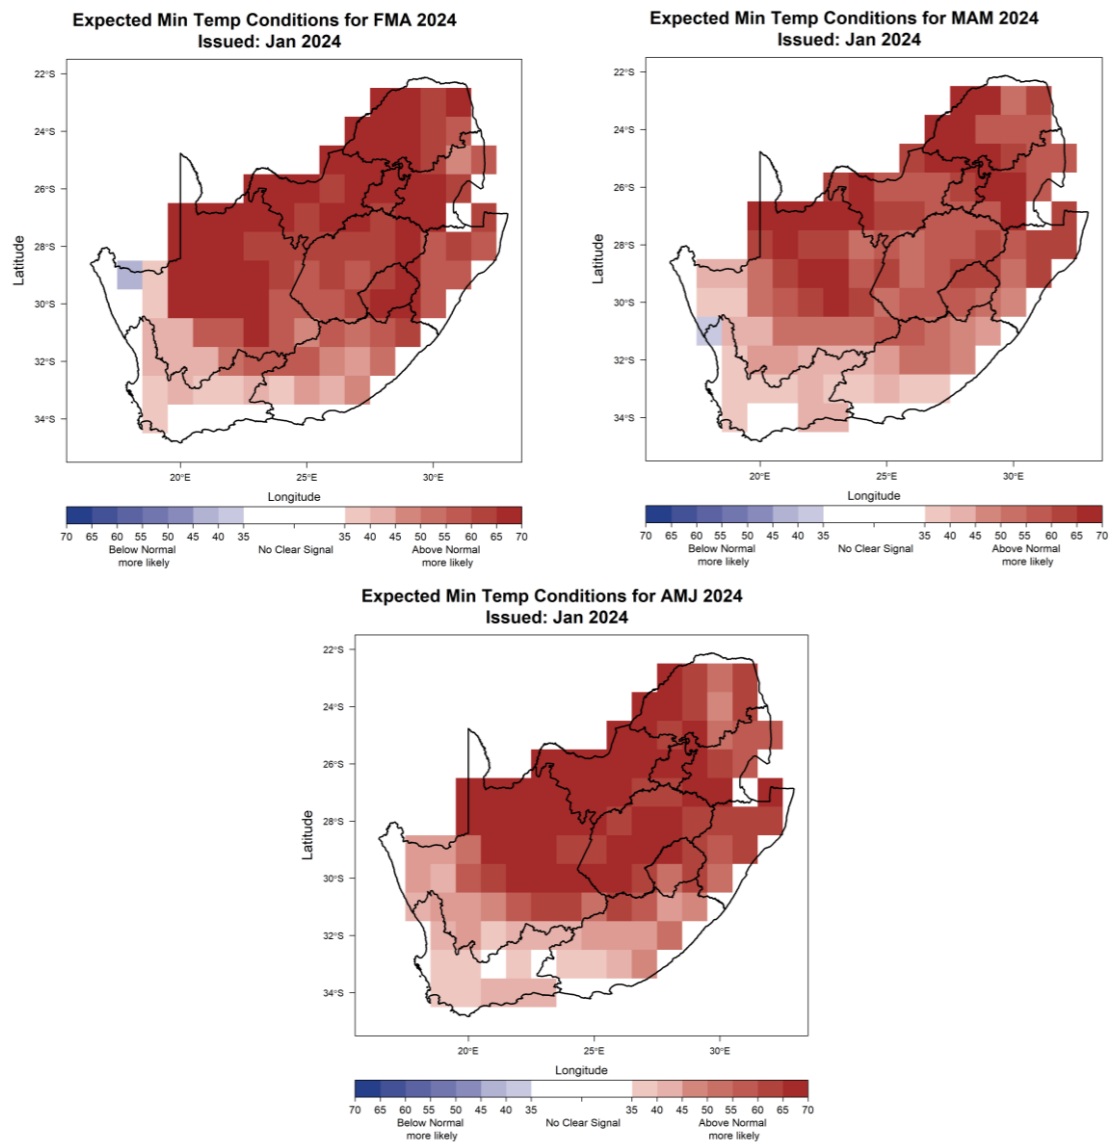 Expected Min Temp Conditions for FMA 2024
Issued: Jan 2024
22°S
24°S
26°S
28°S
30°S
32°S
34°S
Latitude
20°E
25°E
30°E
Longitude
70 65 60 55 50 45 40 35 35 40 45 50 55 60 65 70
Below Normal more likely
No Clear Signal
Above Normal more likely
Expected Min Temp Conditions for MAM 2024
Issued: Jan 2024
22°S
24°S
26°S
28°S
30°S
32°S
34°S
Latitude
20°E
25°E
30°E
Longitude
70 65 60 55 50 45 40 35 35 40 45 50 55 60 65 70
Below Normal more likely
No Clear Signal
Above Normal more likely
Expected Min Temp Conditions for AMJ 2024
Issued: Jan 2024
22°S
24°S
26°S
28°S
30°S
32°S
34°S
Latitude
20°E
25°E
30°E
Longitude
70 65 60 55 50 45 40 35 35 40 45 50 55 60 65 70
Below Normal more likely
No Clear Signal
Above Normal more likely